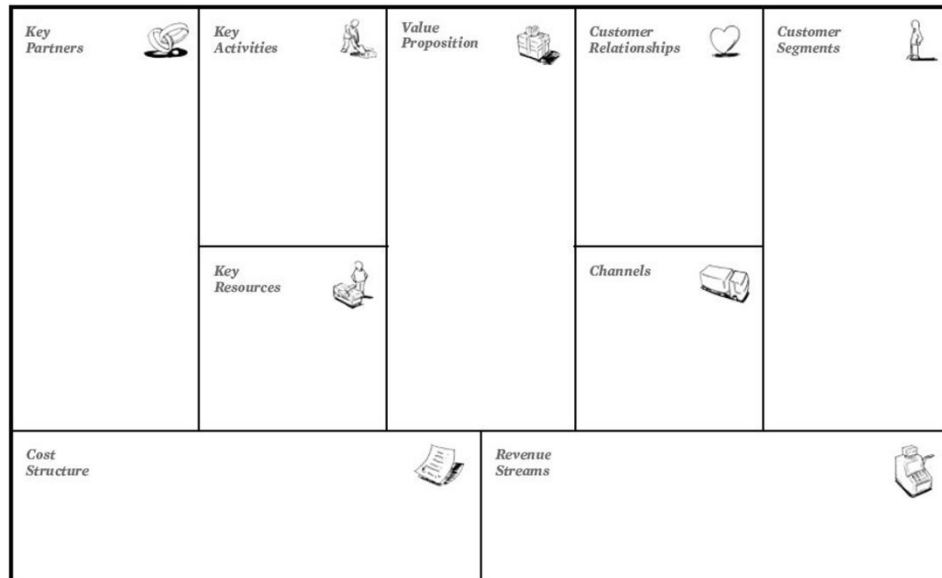 Key
Partners
Key
Activities
Value
Proposition
Customer
Relationships
Customer
Segments
Key
Resources
Channels
Cost
Structure
Revenue
Streams